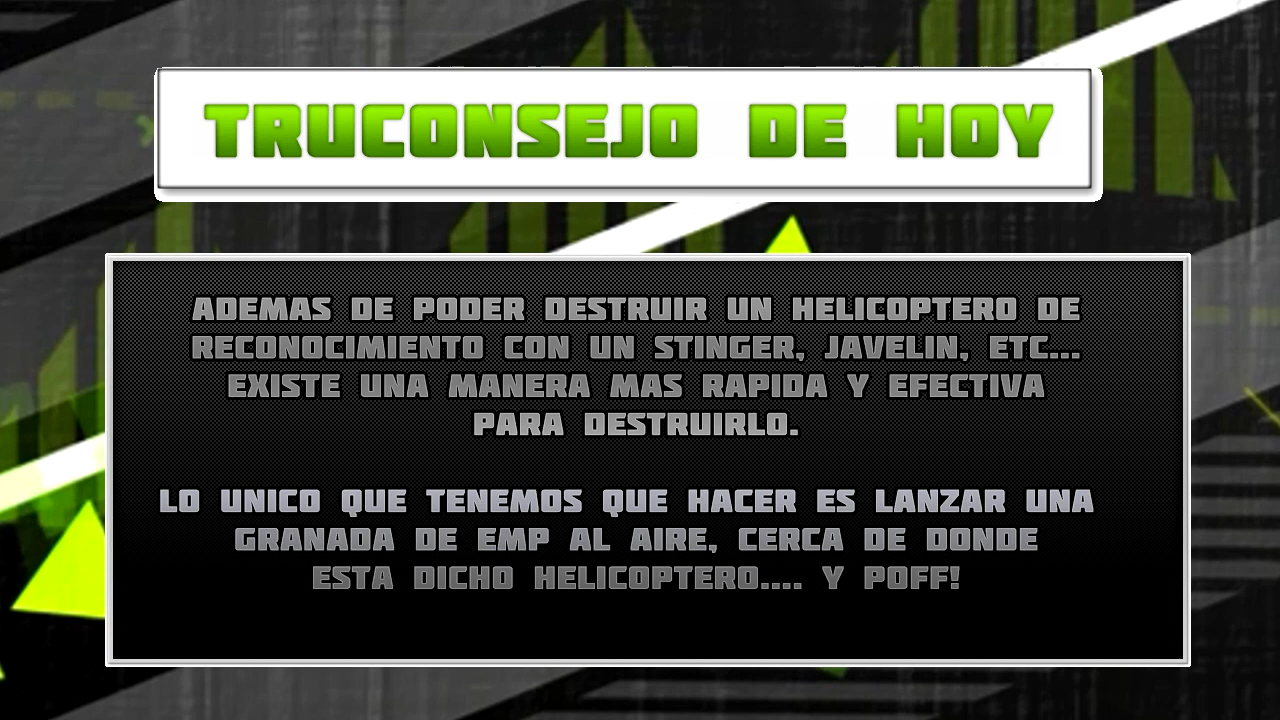 TRUCONSEJO DE HOY
ADEMAS DE PODER DESTRUIR UN HELICOPTERO DE
RECONOCIMIENTO CON UN STINGER, JAVELIN, ETC...
EXISTE UNA MANERA MAS RAPIDA Y EFECTIVA
PARA DESTRUIRLO.
LO UNICO QUE TENEMOS QUE HACER ES LANZAR UNA
GRANADA DE EMP AL AIRE, CERCA DE DONDE
ESTA DICHO HELICOPTERO.... Y POFF!